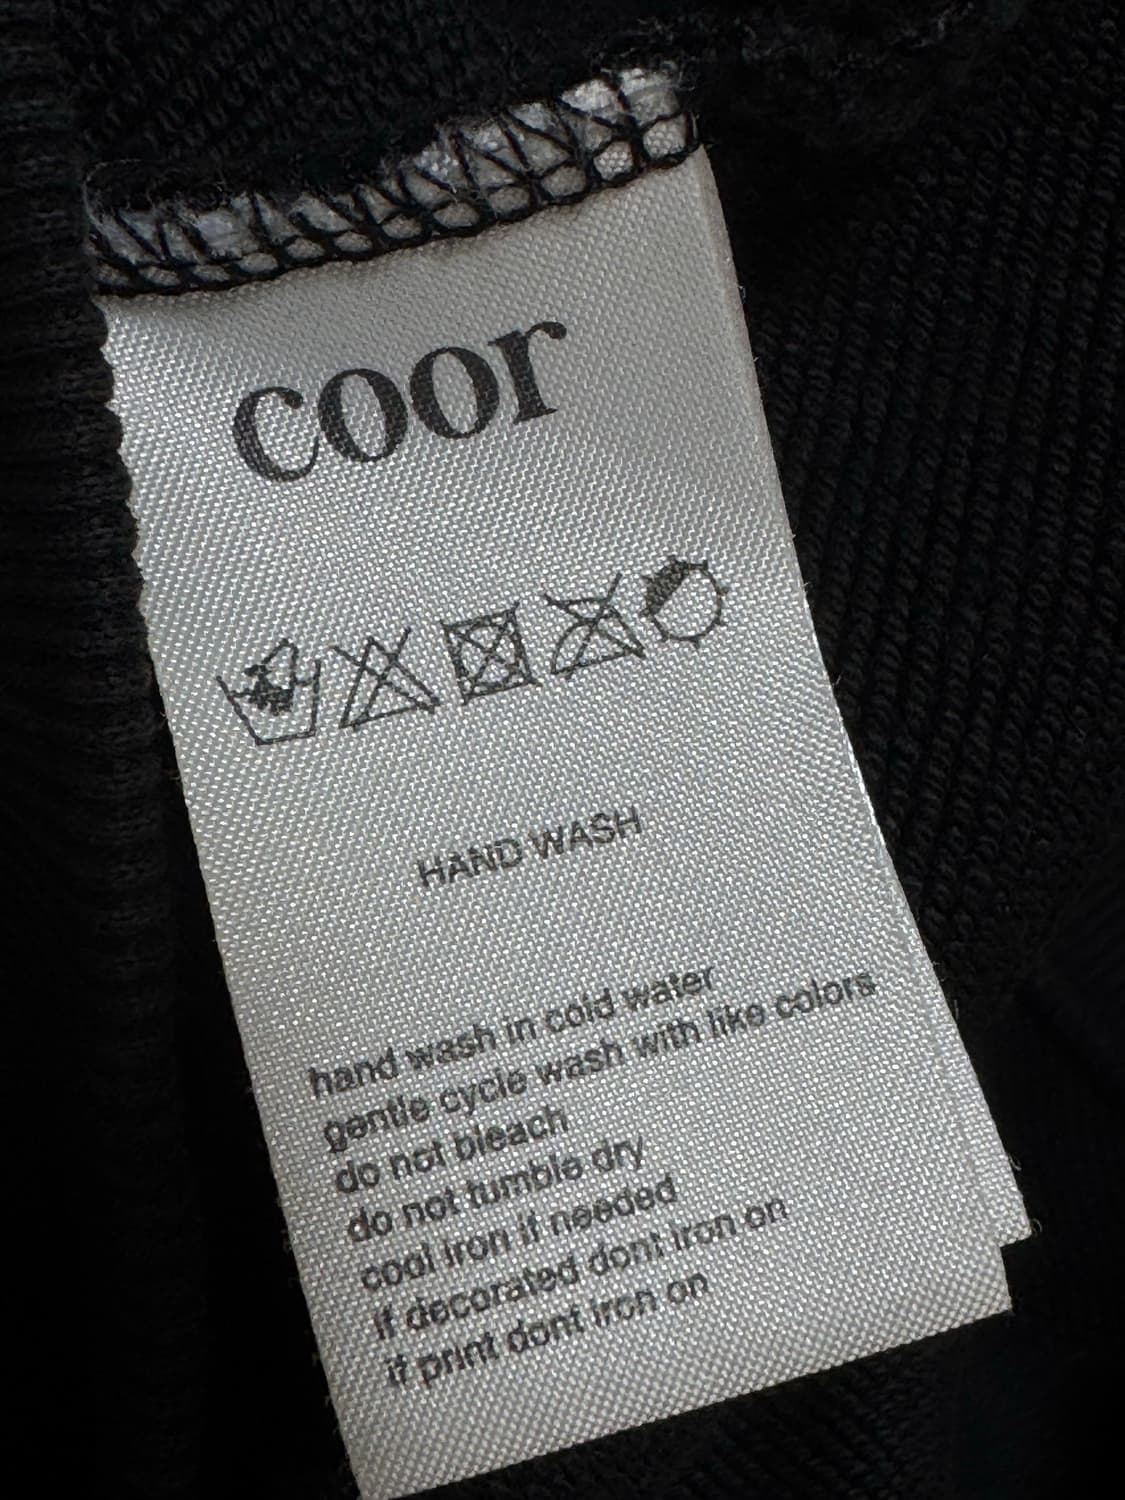 coor
HAND WASH
hand wash in cold water
gentle cycle wash with like colors
do not bleach
do not tumble dry
cool iron if needed
if decorated dont iron on
if print dont iron on